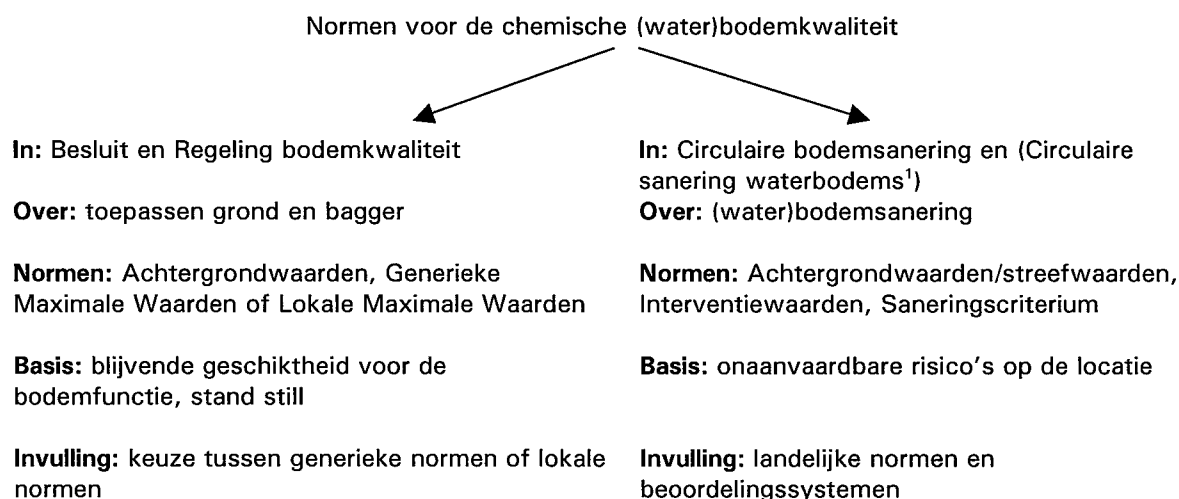 Normen voor de chemische (water)bodemkwaliteit
In: Besluit en Regeling bodemkwaliteit
Over: toepassen grond en bagger
Normen: Achtergrondwaarden, Generieke
Maximale Waarden of Lokale Maximale Waarden
Basis: blijvende geschiktheid voor de
bodemfunctie, stand still
Invulling: keuze tussen generieke normen of lokale
normen
In: Circulaire bodemsanering en (Circulaire
sanering waterbodems¹)
Over: (water)bodemsanering
Normen: Achtergrondwaarden/streefwaarden,
Interventiewaarden, Saneringscriterium
Basis: onaanvaardbare risico's op de locatie
Invulling: landelijke normen en
beoordelingssystemen